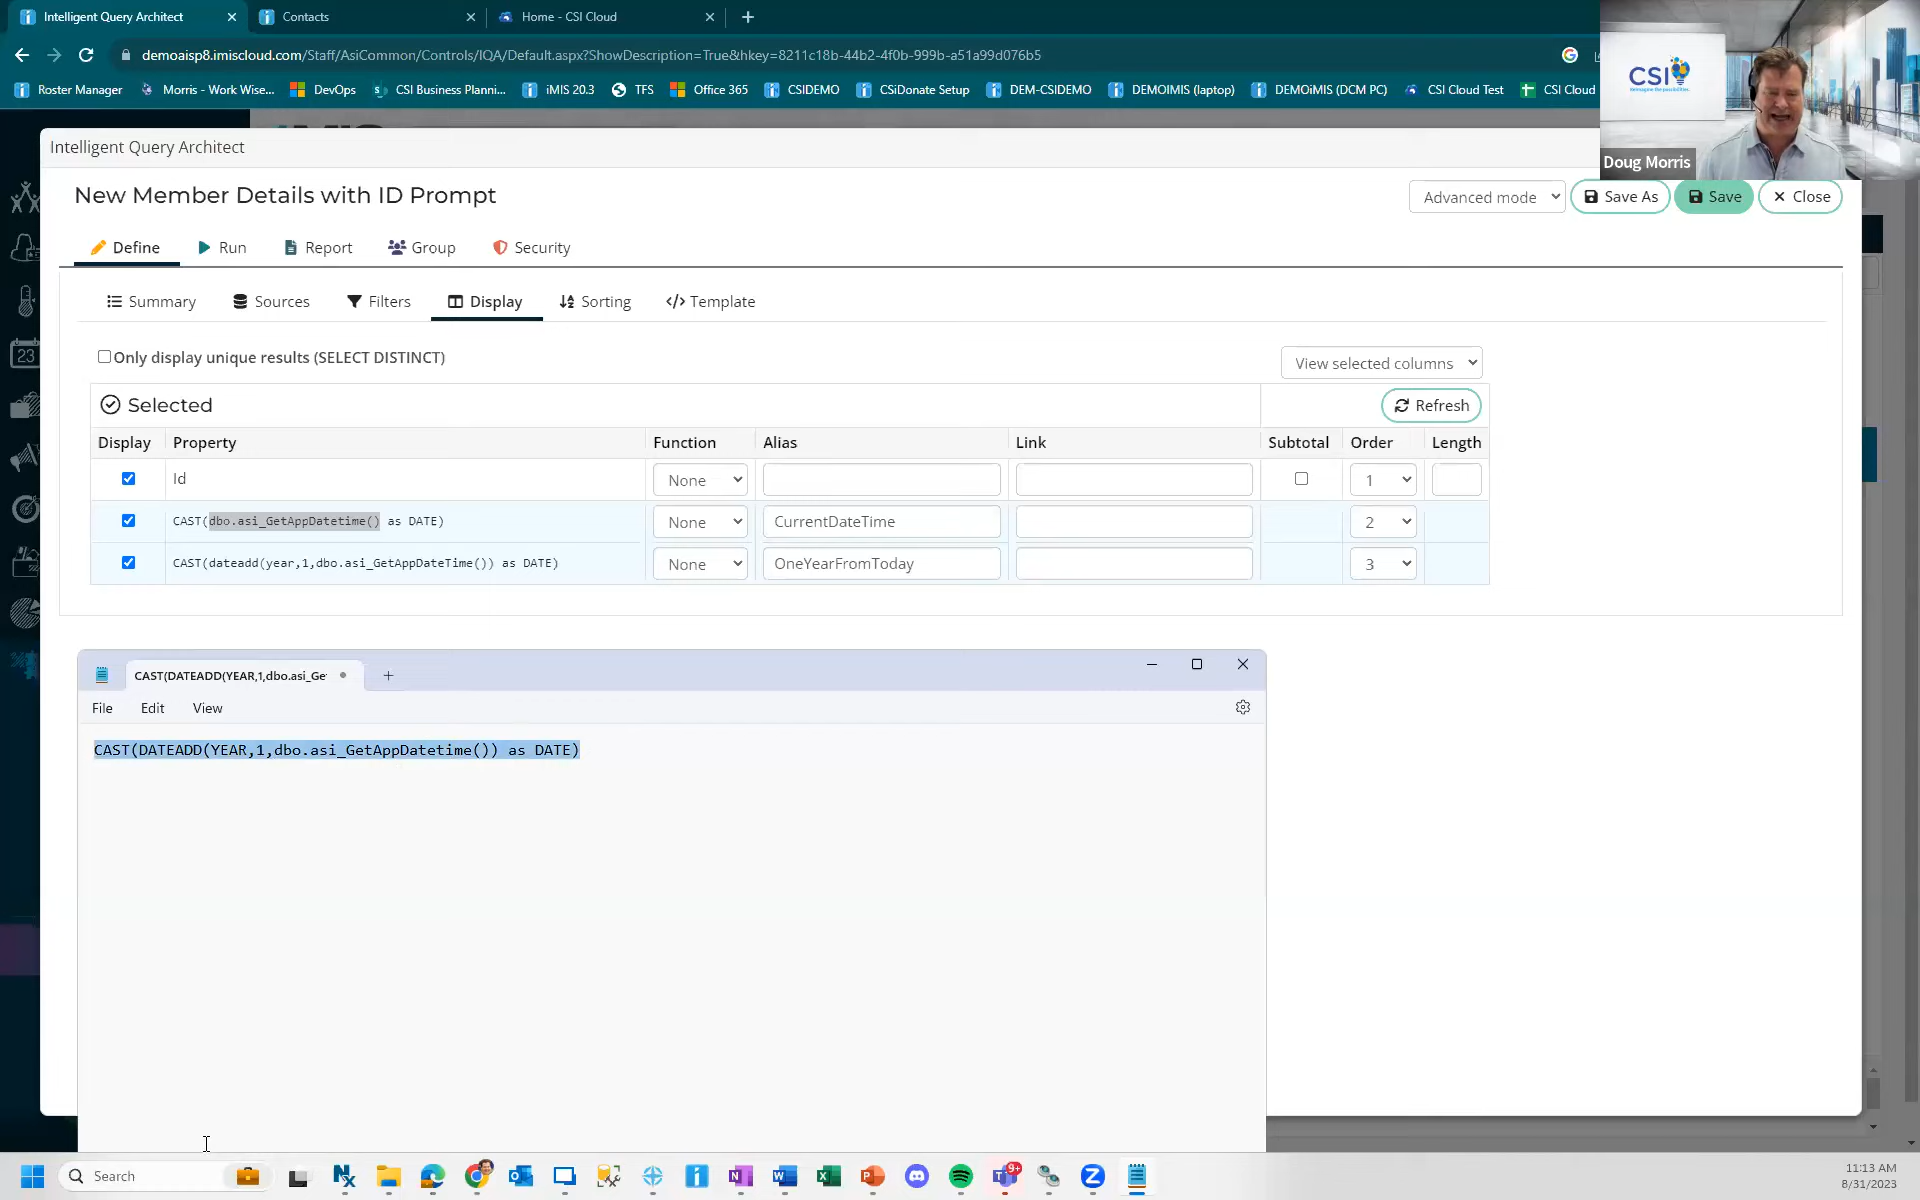 Intelligent Query Architect
Contacts
Home - CSI Cloud
demoaisp8.imiscloud.com/Staff/AsiCommon/Controls/IQA/Default.aspx?ShowDescription=True&hkey=8211c18b-44b2-4f0b-999b-a51a99d076b5
Roster Manager
Morris - Work Wise...
DevOps
CSI Business Planni...
iMIS 20.3
TFS
Office 365
CSIDEMO
CSiDonate Setup
DEM-CSIDEMO
DEMOIMIS (laptop)
DEMOiMIS (DCM PC)
CSI Cloud Test
CSI Cloud
CSI
Doug Morris
Intelligent Query Architect
New Member Details with ID Prompt
Advanced mode
Save As
Save
Close
Define
Run
Report
Group
Security
Summary
Sources
Filters
Display
Sorting
Template
Only display unique results (SELECT DISTINCT)
View selected columns
Selected
Refresh
Display Property Function Alias Link Subtotal Order Length
Id None 1
CAST(dbo.asi_GetAppDatetime() as DATE) None CurrentDateTime 2
CAST(dateadd(year,1,dbo.asi_GetAppDateTime()) as DATE) None OneYearFromToday 3
CAST(DATEADD(YEAR,1,dbo.asi_Ge
File Edit View
CAST(DATEADD(YEAR,1,dbo.asi_GetAppDatetime()) as DATE)
23
Search
9+
11:13 AM
8/31/2023